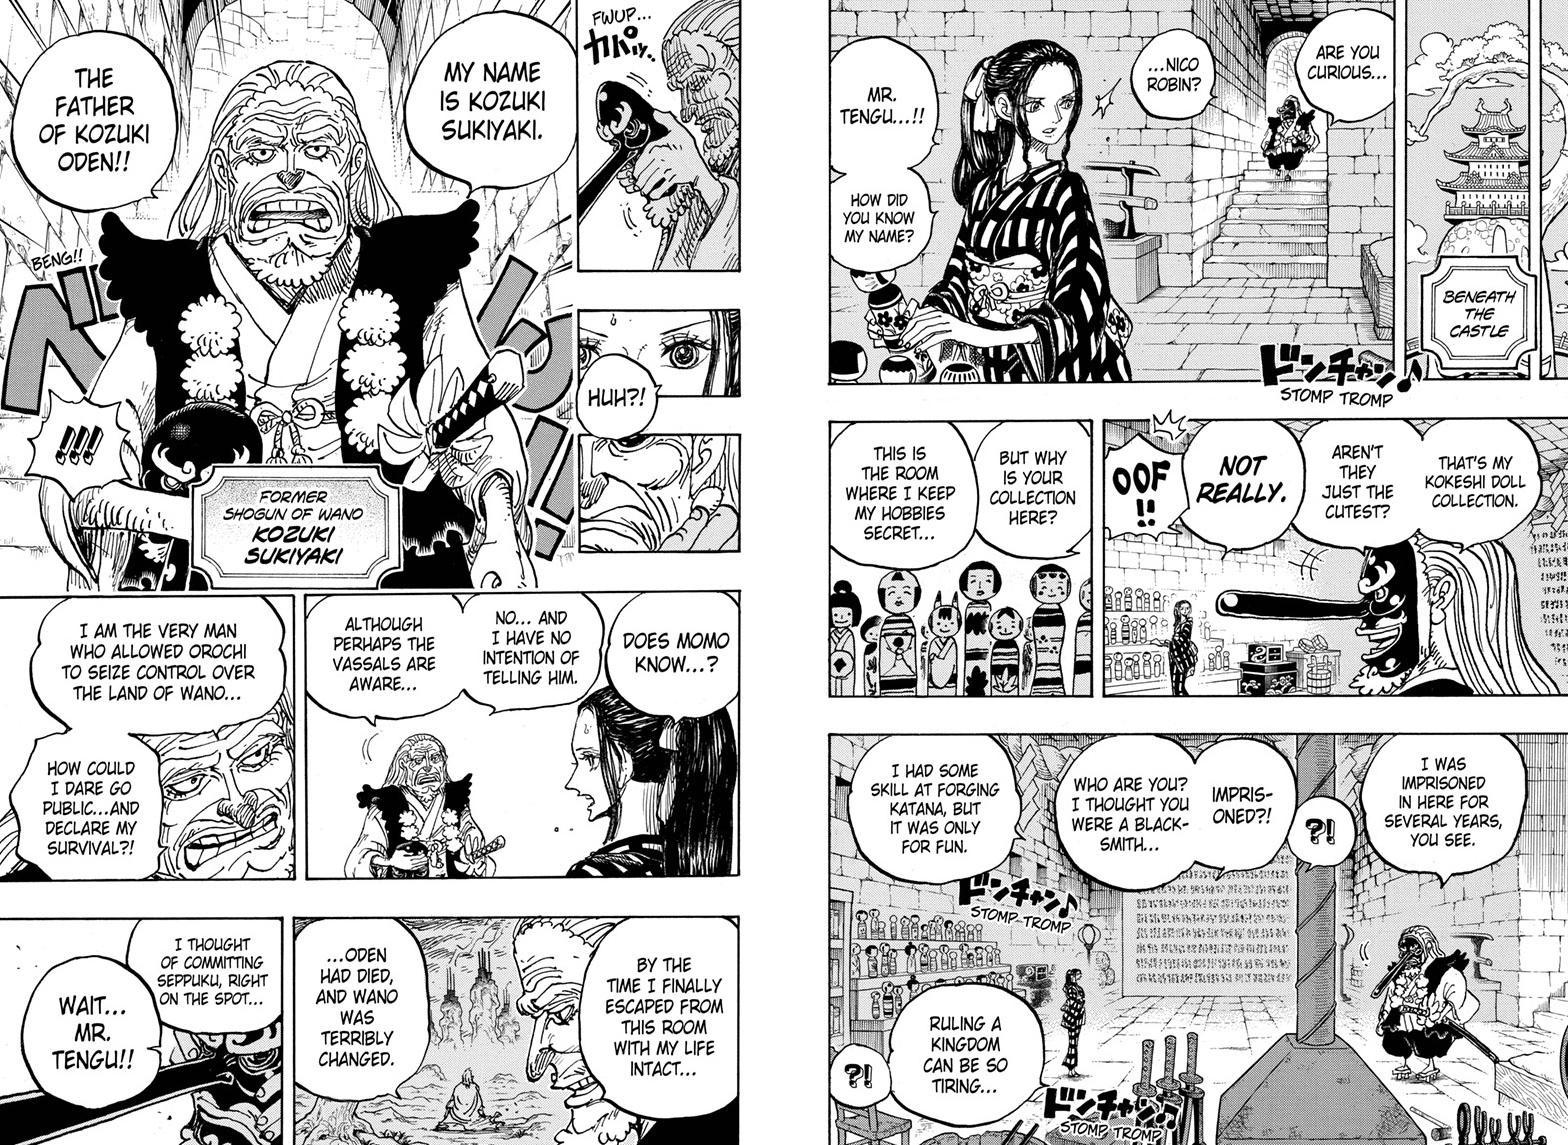 ARE YOU
CURIOUS...
BENEATH
THE
CASTLE
...NICO
ROBIN?
MR.
TENGU...!!
HOW DID
YOU KNOW
MY NAME?
ドンチャン♪
STOMP TROMP
THAT'S MY
KOKESHI DOLL
COLLECTION.
AREN'T
THEY
JUST THE
CUTEST?
NOT
REALLY.
OOF
!!
BUT WHY
IS YOUR
COLLECTION
HERE?
THIS IS
THE ROOM
WHERE I KEEP
MY HOBBIES
SECRET...
I WAS
IMPRISONED
IN HERE FOR
SEVERAL YEARS,
YOU SEE.
?!
IMPRIS-
ONED?!
WHO ARE YOU?
I THOUGHT YOU
WERE A BLACK-
SMITH...
I HAD SOME
SKILL AT FORGING
KATANA, BUT
IT WAS ONLY
FOR FUN.
ドンチャン♪
STOMP TROMP
RULING A
KINGDOM
CAN BE SO
TIRING...
?!
ドンチャン♪
STOMP TROMP
FWUP...
カパッ..
HUH?!
MY NAME
IS KOZUKI
SUKIYAKI.
THE
FATHER
OF KOZUKI
ODEN!!
BENG!!
!!!!
FORMER
SHOGUN OF WANO
KOZUKI
SUKIYAKI
DOES MOMO
KNOW...?
NO... AND
I HAVE NO
INTENTION OF
TELLING HIM.
ALTHOUGH
PERHAPS THE
VASSALS ARE
AWARE...
I AM THE VERY MAN
WHO ALLOWED OROCHI
TO SEIZE CONTROL OVER
THE LAND OF WANO...
HOW COULD
I DARE GO
PUBLIC...AND
DECLARE MY
SURVIVAL?!
BY THE
TIME I FINALLY
ESCAPED FROM
THIS ROOM
WITH MY LIFE
INTACT...
...ODEN
HAD DIED,
AND WANO
WAS
TERRIBLY
CHANGED.
I THOUGHT
OF COMMITTING
SEPPUKU, RIGHT
ON THE SPOT...
WAIT...
MR.
TENGU!!